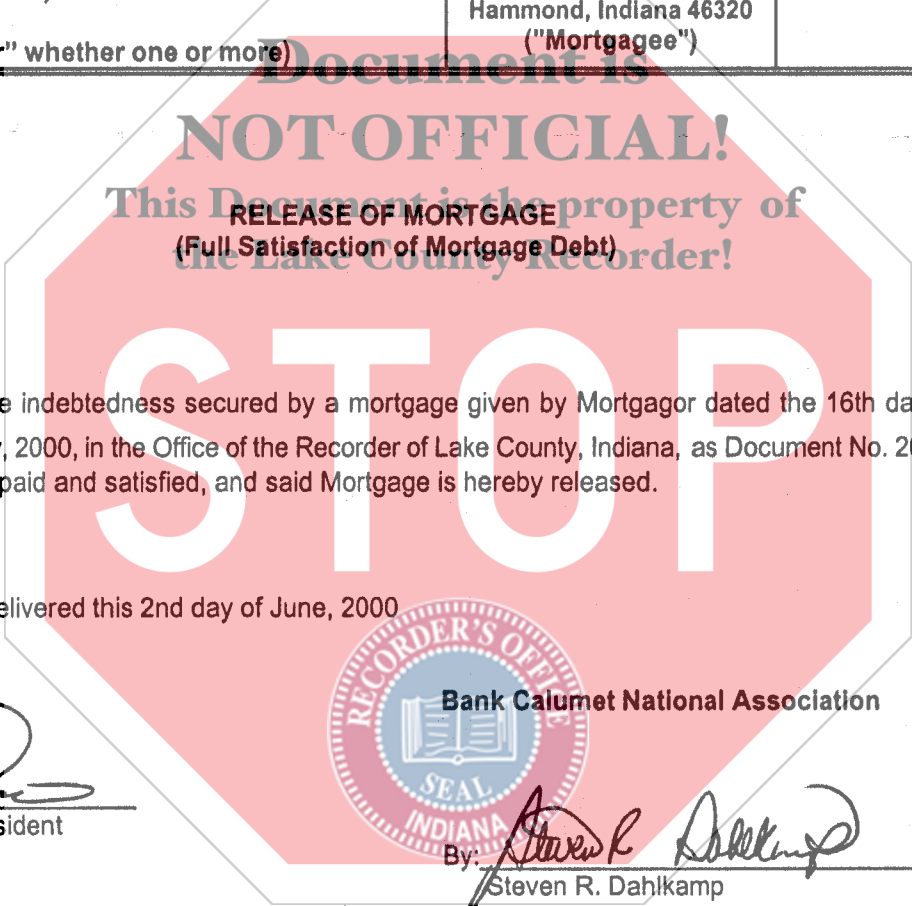 Hammond, Indiana 46320
" whether one or more) ("Mortgagee")
Document is
NOT OFFICIAL!
This Document is the property of
RELEASE OF MORTGAGE
(Full Satisfaction of Mortgage Debt)
the Lake County Recorder!
STOP
e indebtedness secured by a mortgage given by Mortgagor dated the 16th da
, 2000, in the Office of the Recorder of Lake County, Indiana, as Document No. 20
paid and satisfied, and said Mortgage is hereby released.
elivered this 2nd day of June, 2000
RECORDER'S OFFICE
SEAL
INDIANA
Bank Calumet National Association
sident
By: Steven R Dahlkamp
Steven R. Dahlkamp